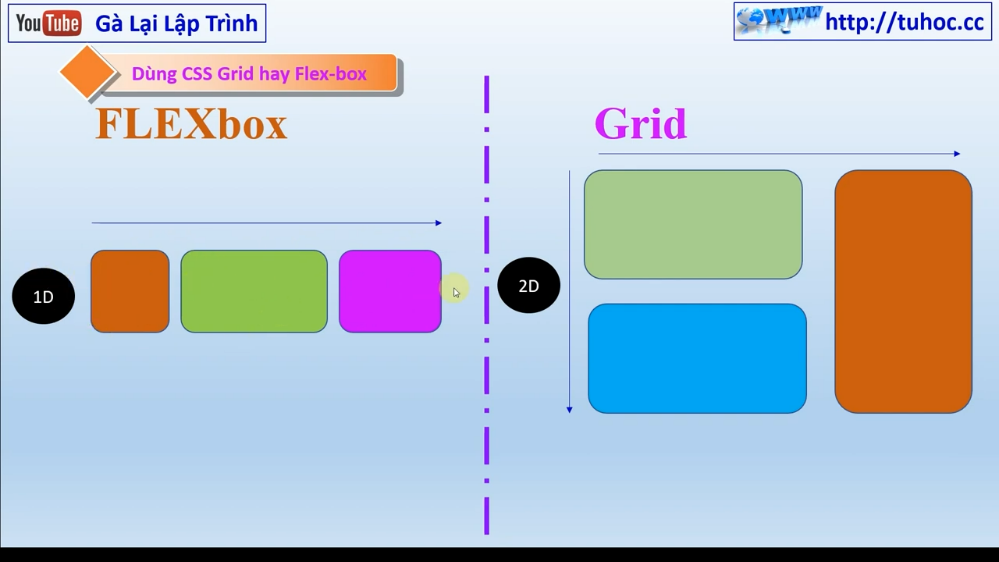 YouTube Gà Lại Lập Trình
www http://tuhoc.cc
Dùng CSS Grid hay Flex-box
FLEXbox
Grid
1D
2D